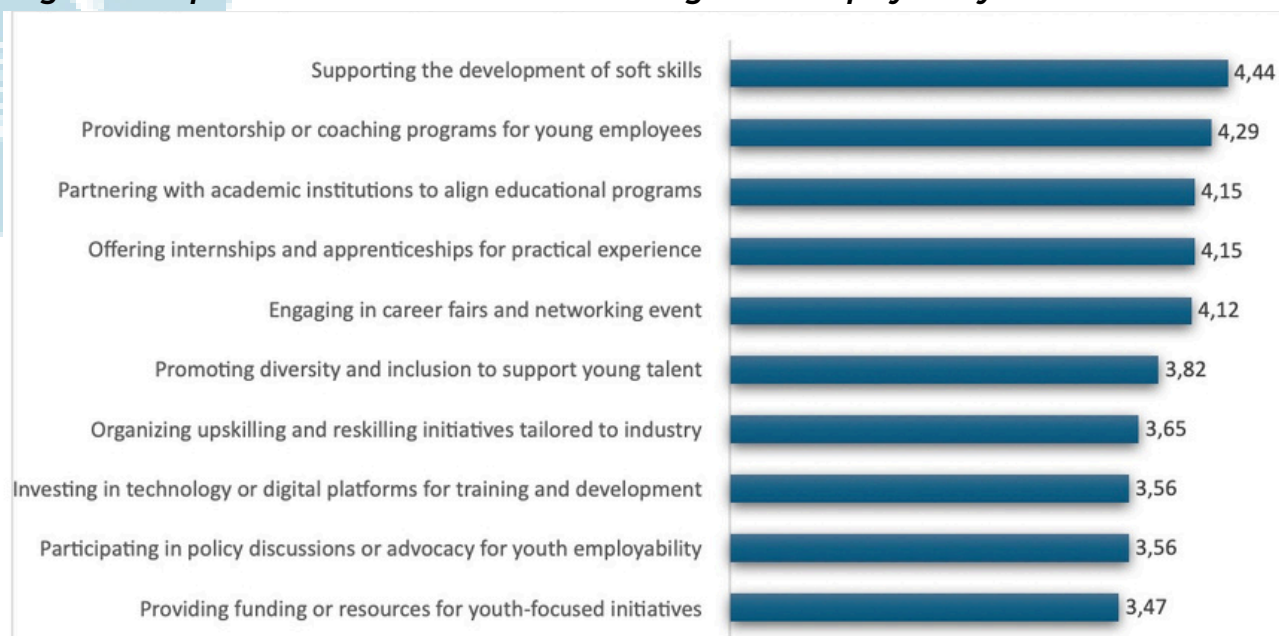 Supporting the development of soft skills 4,44
Providing mentorship or coaching programs for young employees 4,29
Partnering with academic institutions to align educational programs 4,15
Offering internships and apprenticeships for practical experience 4,15
Engaging in career fairs and networking event 4,12
Promoting diversity and inclusion to support young talent 3,82
Organizing upskilling and reskilling initiatives tailored to industry 3,65
Investing in technology or digital platforms for training and development 3,56
Participating in policy discussions or advocacy for youth employability 3,56
Providing funding or resources for youth-focused initiatives 3,47